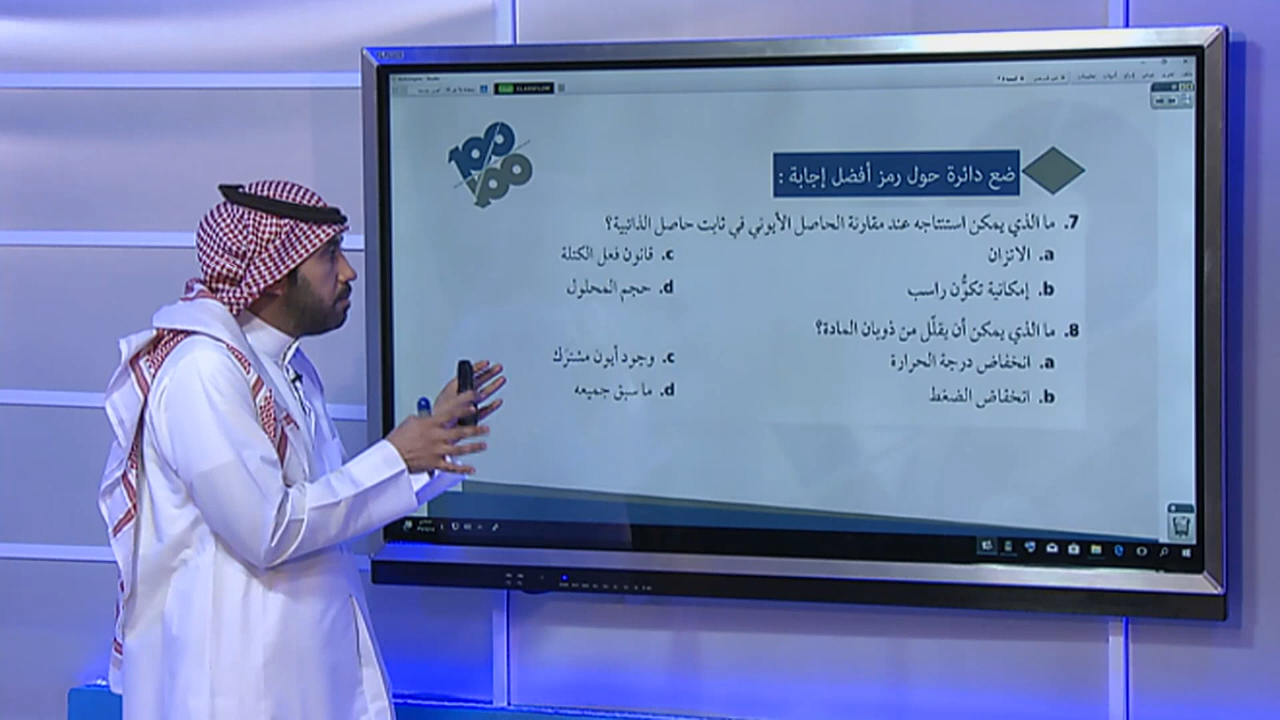 CLASSFLOW
100
100
ضع دائرة حول رمز أفضل إجابة :
7. ما الذي يمكن استنتاجه عند مقارنة الحاصل الأيوني في ثابت حاصل الذائبية؟
a. الاتزان
c. قانون فعل الكتلة
b. إمكانية تكوُّن راسب
d. حجم المحلول
8. ما الذي يمكن أن يقلّل من ذوبان المادة؟
a. انخفاض درجة الحرارة
c. وجود أيون مشترك
b. انخفاض الضغط
d. ما سبق جميعه